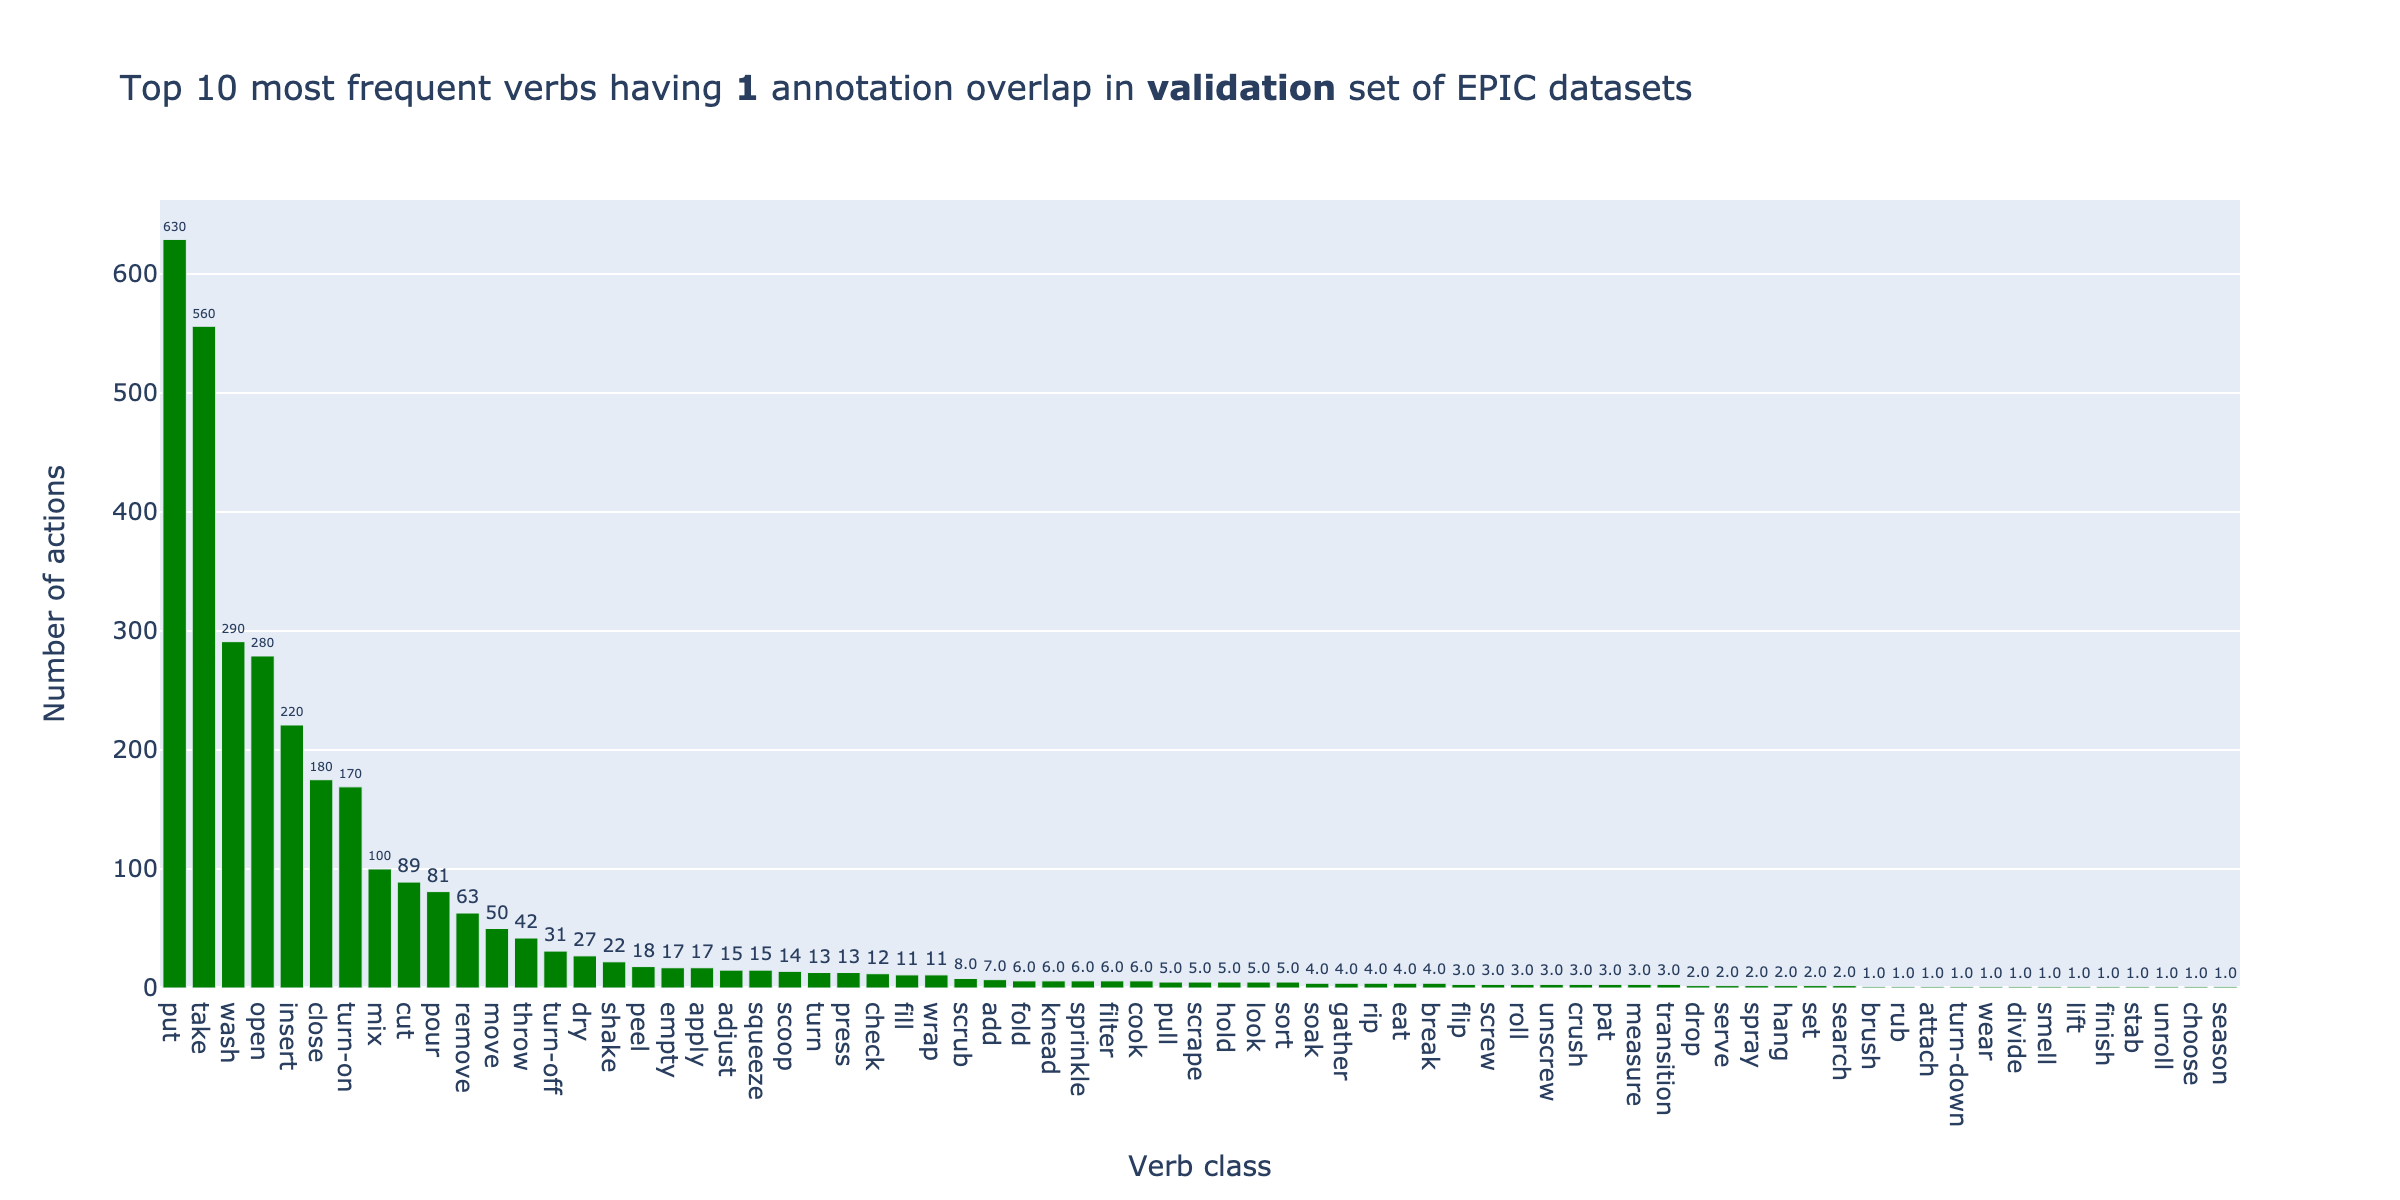 Top 10 most frequent verbs having 1 annotation overlap in validation set of EPIC datasets
Number of actions
600
500
400
300
200
100
0
630
560
290
280
220
180
170
100
89
81
63
50
42
31
27
22
18
17
17
15
15
14
13
13
12
11
11
8.0
7.0
6.0
6.0
6.0
6.0
6.0
5.0
5.0
5.0
5.0
5.0
4.0
4.0
4.0
4.0
4.0
3.0
3.0
3.0
3.0
3.0
3.0
3.0
3.0
2.0
2.0
2.0
2.0
2.0
2.0
1.0
1.0
1.0
1.0
1.0
1.0
1.0
1.0
1.0
1.0
1.0
1.0
1.0
put
take
wash
open
insert
close
turn-on
mix
cut
pour
remove
move
throw
turn-off
dry
shake
peel
empty
apply
adjust
squeeze
scoop
turn
press
check
fill
wrap
scrub
add
fold
knead
sprinkle
filter
cook
pull
scrape
hold
look
sort
soak
gather
rip
eat
break
flip
screw
roll
unscrew
crush
pat
measure
transition
drop
serve
spray
hang
set
search
brush
rub
attach
turn-down
wear
divide
smell
lift
finish
stab
unroll
choose
season
Verb class